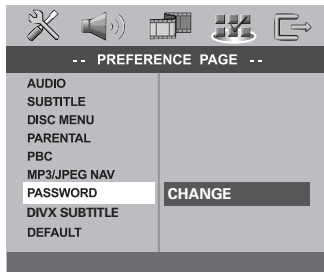 -- PREFERENCE PAGE --
AUDIO
SUBTITLE
DISC MENU
PARENTAL
PBC
MP3/JPEG NAV
PASSWORD CHANGE
DIVX SUBTITLE
DEFAULT